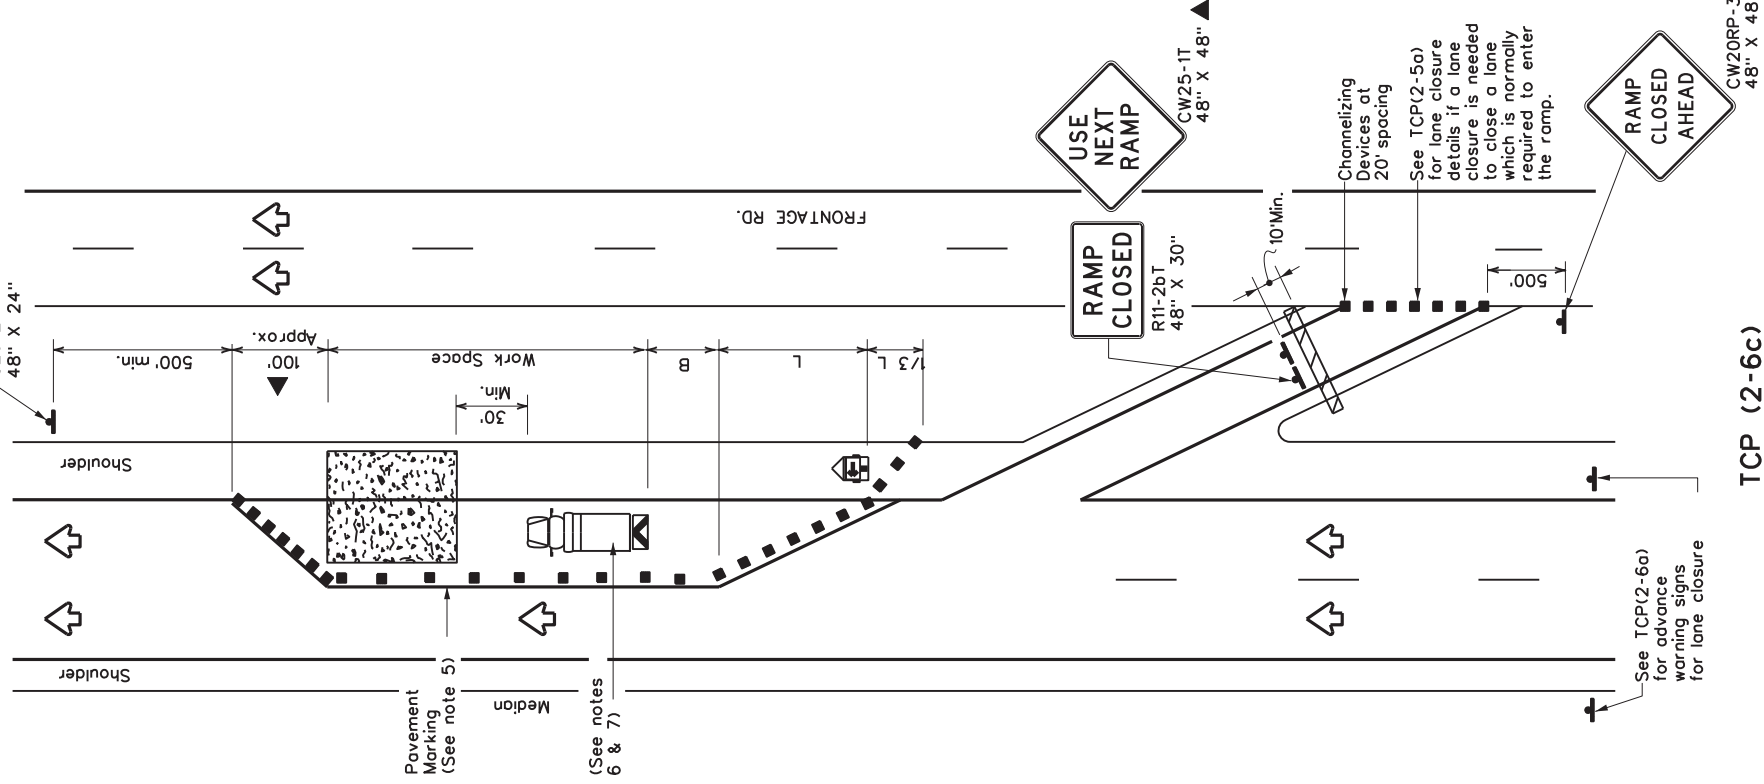 48" X 24"
500' min.
100'
Approx.
Work Space
30'
Min.
B
L
1/3 L
Shoulder
Shoulder
Median
FRONTAGE RD.
Pavement
Marking
(See note 5)
(See notes
6 & 7)
USE
NEXT
RAMP
CW25-1T
48" X 48"
RAMP
CLOSED
R11-2bT
48" X 30"
10'Min.
Channelizing
Devices at
20' spacing
See TCP(2-5a)
for lane closure
details if a lane
closure is needed
to close a lane
which is normally
required to enter
the ramp.
500'
RAMP
CLOSED
AHEAD
CW20RP-3
48" X 48
See TCP(2-6a)
for advance
warning signs
for lane closure
TCP (2-6c)